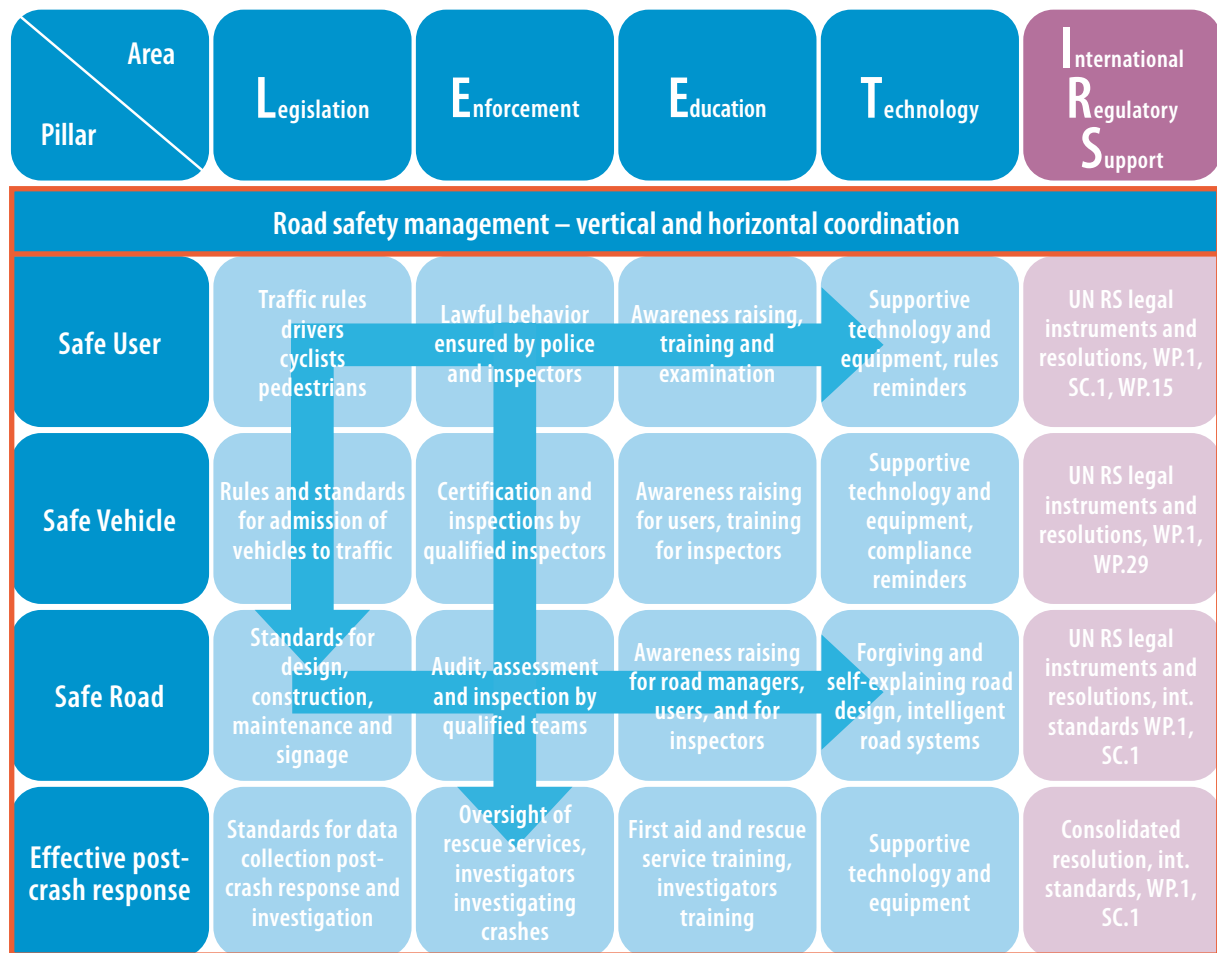 Area
Pillar
Legislation
Enforcement
Education
Technology
International
Regulatory
Support
Road safety management – vertical and horizontal coordination
Safe User
Traffic rules
drivers
cyclists
pedestrians
Lawful behavior
ensured by police
and inspectors
Awareness raising,
training and
examination
Supportive
technology and
equipment, rules
reminders
UN RS legal
instruments and
resolutions, WP.1,
SC.1, WP.15
Safe Vehicle
Rules and standards
for admission of
vehicles to traffic
Certification and
inspections by
qualified inspectors
Awareness raising
for users, training
for inspectors
Supportive
technology and
equipment,
compliance
reminders
UN RS legal
instruments and
resolutions, WP.1,
WP.29
Safe Road
Standards for
design,
construction,
maintenance and
signage
Audit, assessment
and inspection by
qualified teams
Awareness raising
for road managers,
users, and for
inspectors
Forgiving and
self-explaining road
design, intelligent
road systems
UN RS legal
instruments and
resolutions, int.
standards WP.1,
SC.1
Effective post-
crash response
Standards for data
collection post-
crash response and
investigation
Oversight of
rescue services,
investigators
investigating
crashes
First aid and rescue
service training,
investigators
training
Supportive
technology and
equipment
Consolidated
resolution, int.
standards, WP.1,
SC.1